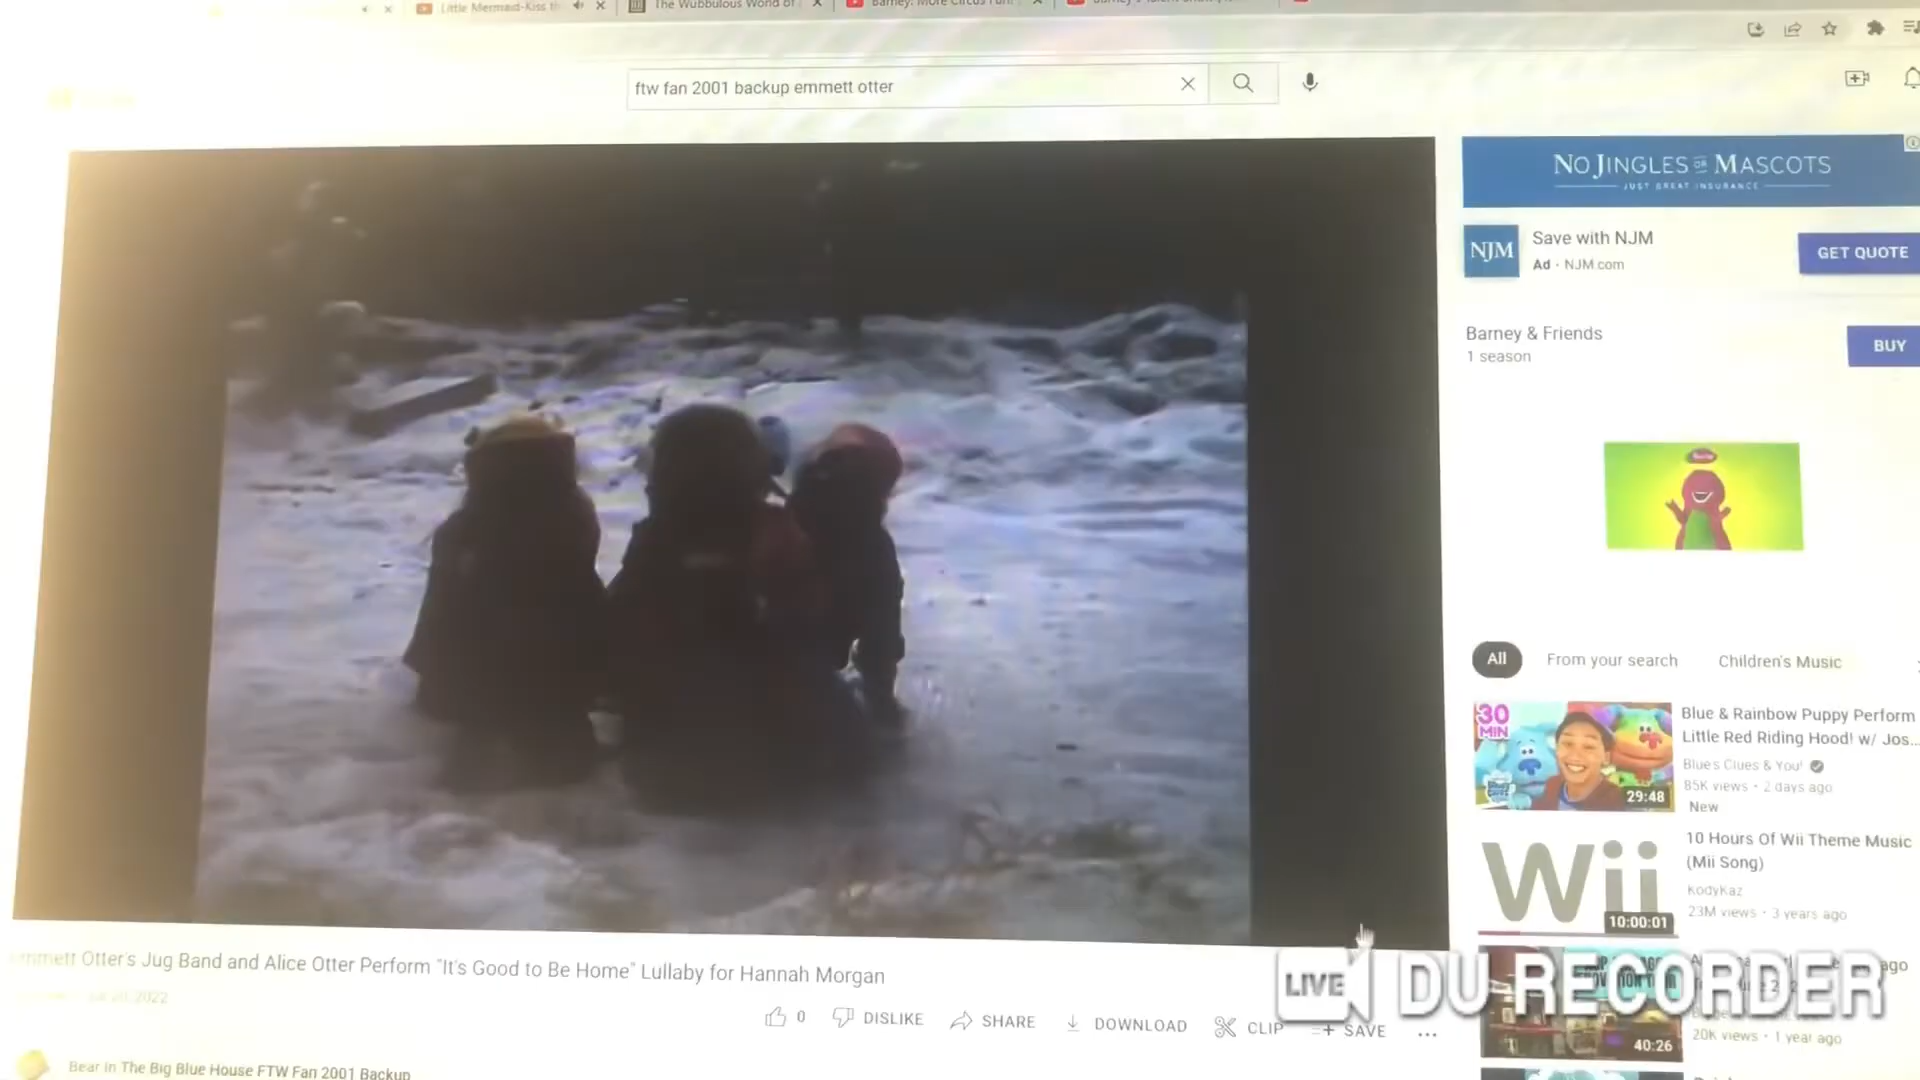 Little Mermaid-Kiss th
The Wubbulous World of
Barney: More Circus Fun!
ftw fan 2001 backup emmett otter
NO JINGLES OR MASCOTS
JUST GREAT INSURANCE
NJM
Save with NJM
Ad · NJM.com
GET QUOTE
Barney & Friends
1 season
BUY
All
From your search
Children's Music
30
MIN
29:48
Blue & Rainbow Puppy Perform
Little Red Riding Hood! w/ Jos...
Blue's Clues & You!
85K views · 2 days ago
New
Wii
10:00:01
10 Hours Of Wii Theme Music
(Mii Song)
KodyKaz
23M views · 3 years ago
Emmett Otter's Jug Band and Alice Otter Perform "It's Good to Be Home" Lullaby for Hannah Morgan
2022
0
DISLIKE
SHARE
DOWNLOAD
CLIP
SAVE
LIVE
DU RECORDER
ago
40:26
20K views · 1 year ago
Bear In The Big Blue House FTW Fan 2001 Backup